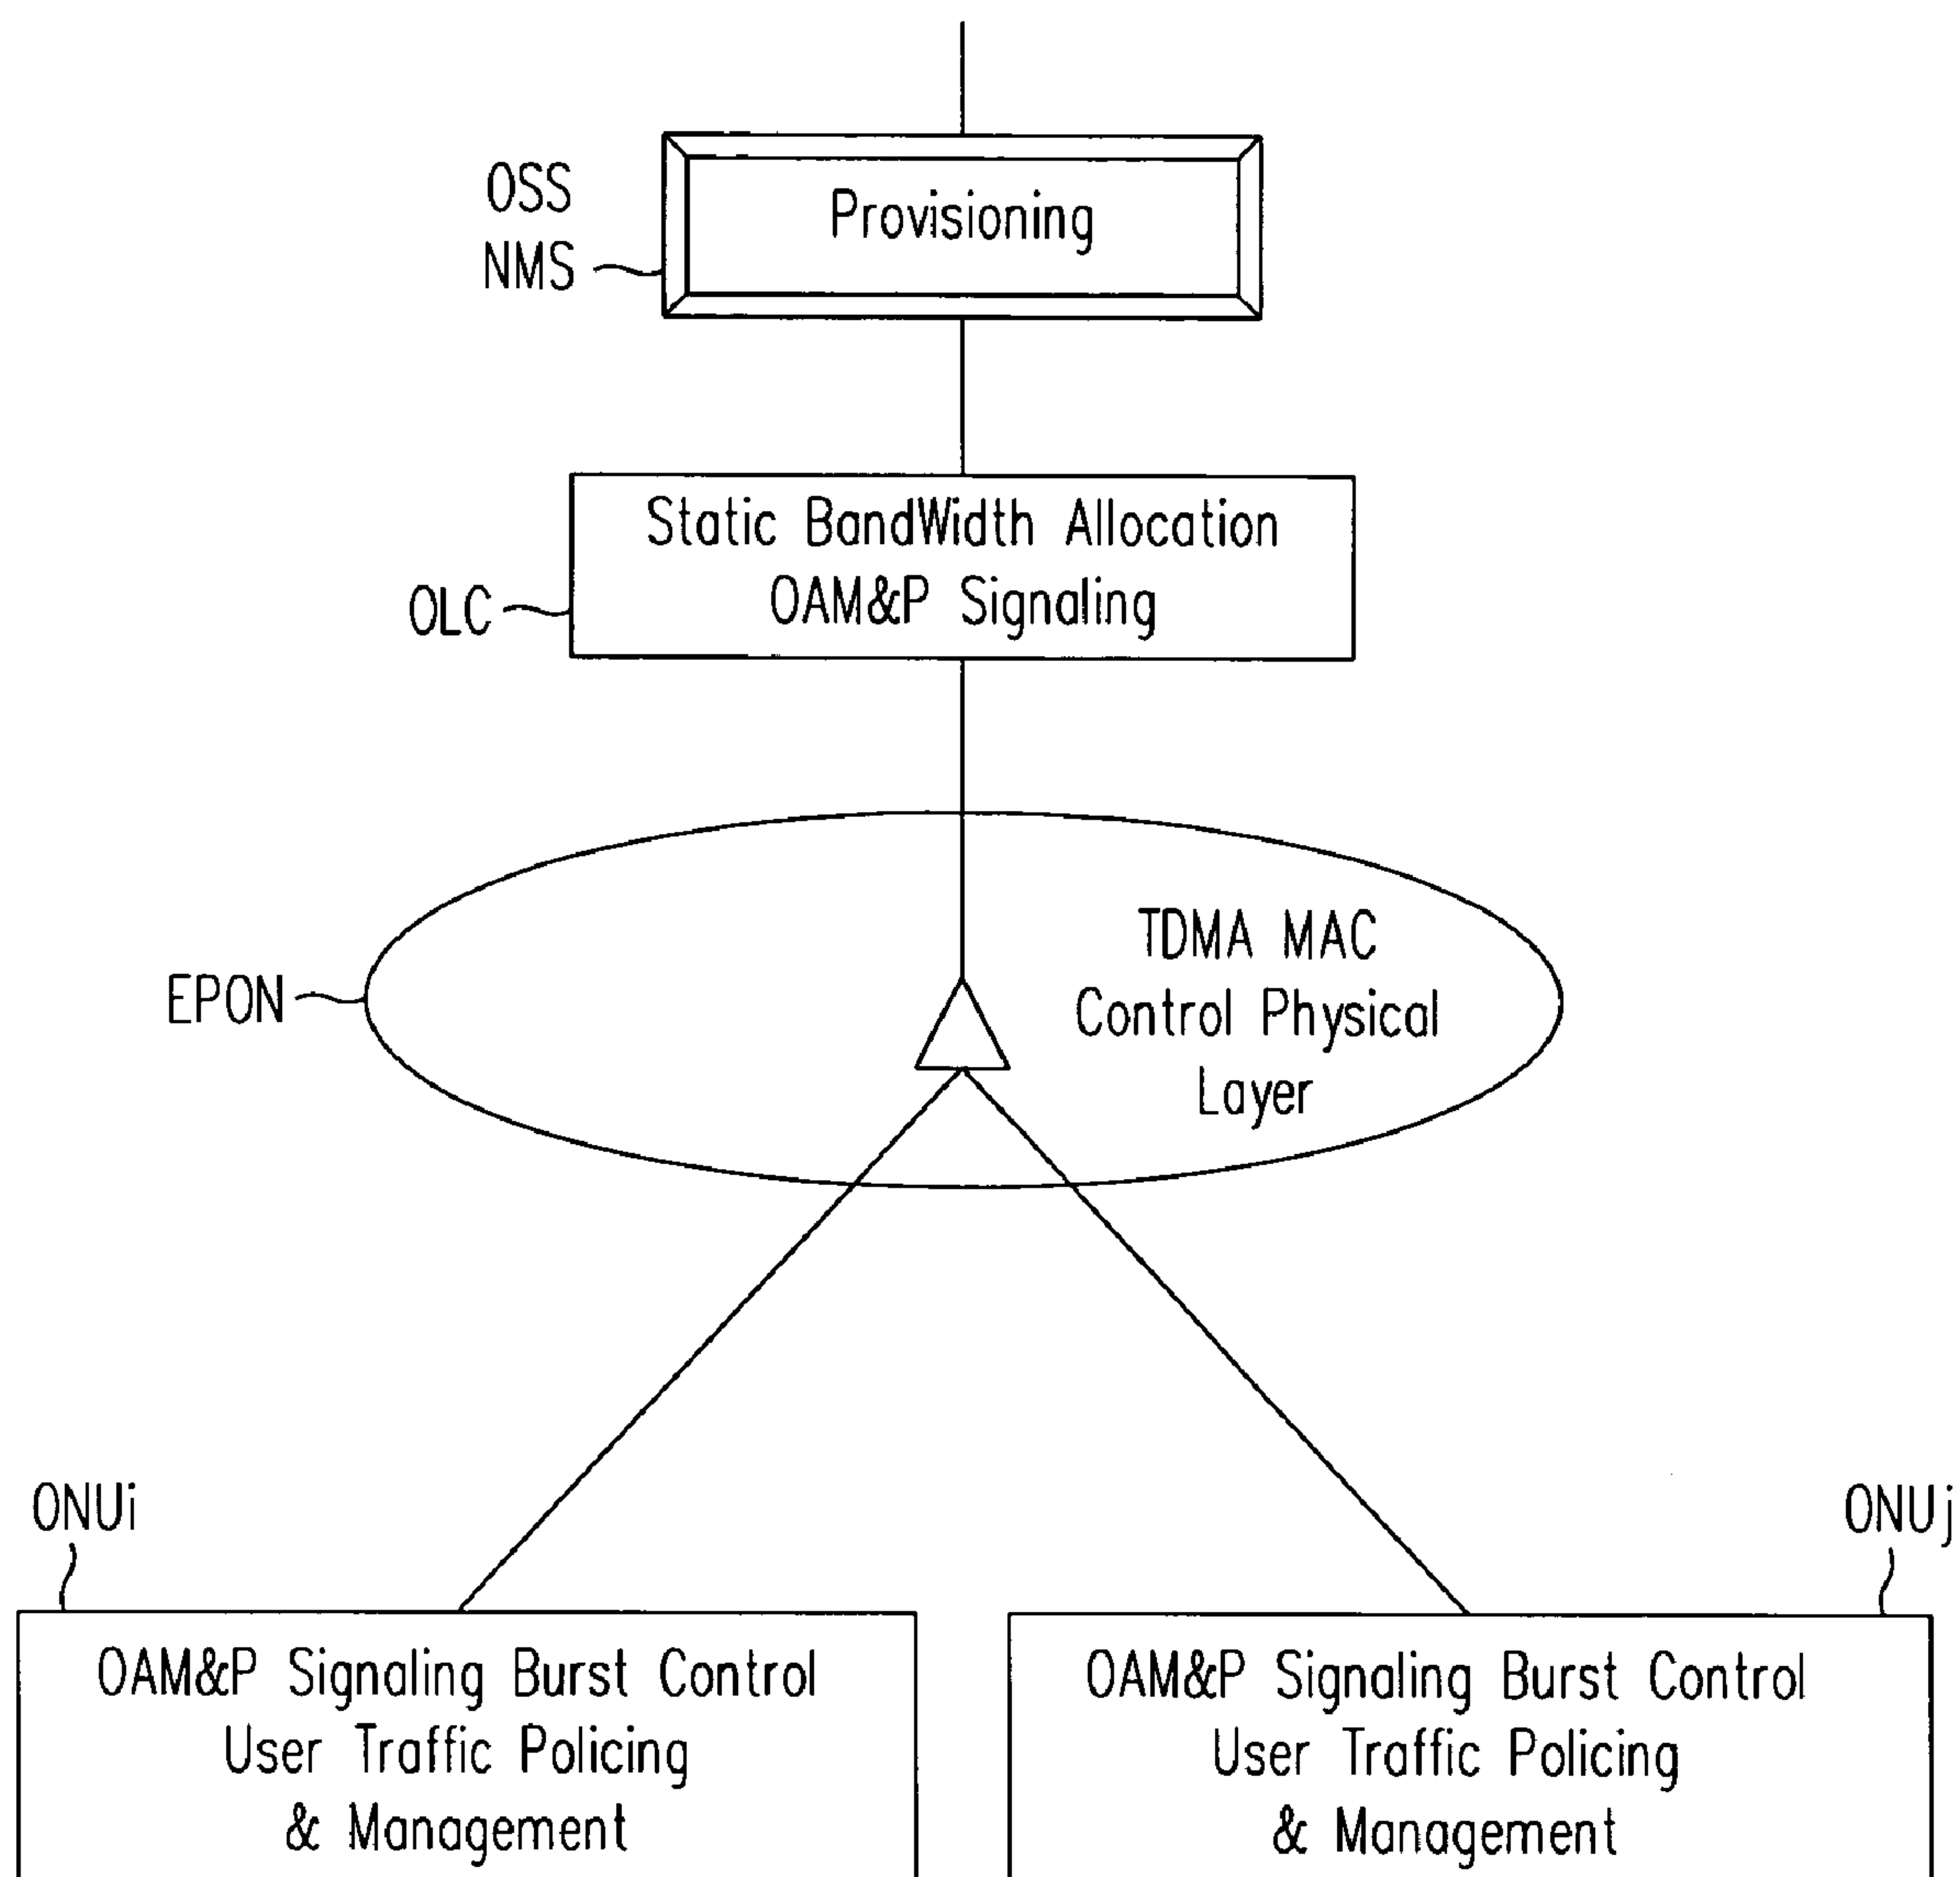 OSS
NMS
Provisioning
Static BandWidth Allocation
OAM&P Signaling
OLC
EPON
TDMA MAC
Control Physical
Layer
ONUi
ONUj
OAM&P Signaling Burst Control
User Traffic Policing
& Management
OAM&P Signaling Burst Control
User Traffic Policing
& Management